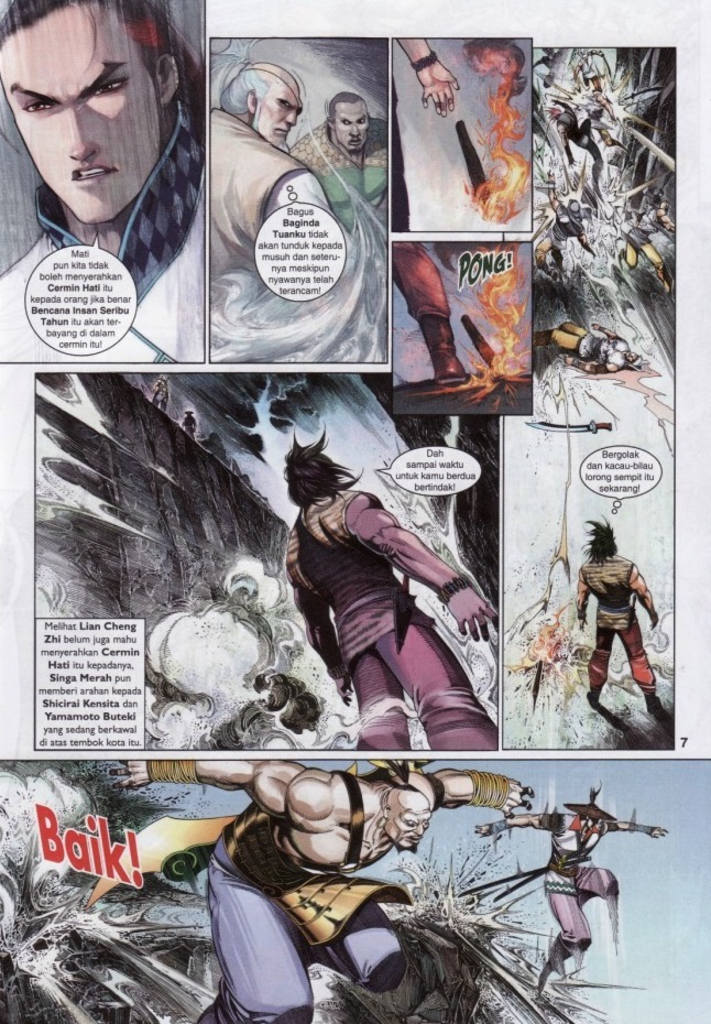 Mati
pun kita tidak
boleh menyerahkan
Cermin Hati itu
kepada orang jika benar
Bencana Insan Seribu
Tahun itu akan ter-
bayang di dalam
cermin itu!
Bagus
Baginda
Tuanku tidak
akan tunduk kepada
musuh dan seteru-
nya meskipun
nyawanya telah
terancam!
PONG!
Dah
sampai waktu
untuk kamu berdua
bertindak!
Bergolak
dan kacau-bilau
lorong sempit itu
sekarang!
Melihat Lian Cheng
Zhi belum juga mahu
menyerahkan Cermin
Hati itu kepadanya,
Singa Merah pun
memberi arahan kepada
Shicirai Kensita dan
Yamamoto Buteki
yang sedang berkawal
di atas tembok kota itu.
7
Baik!